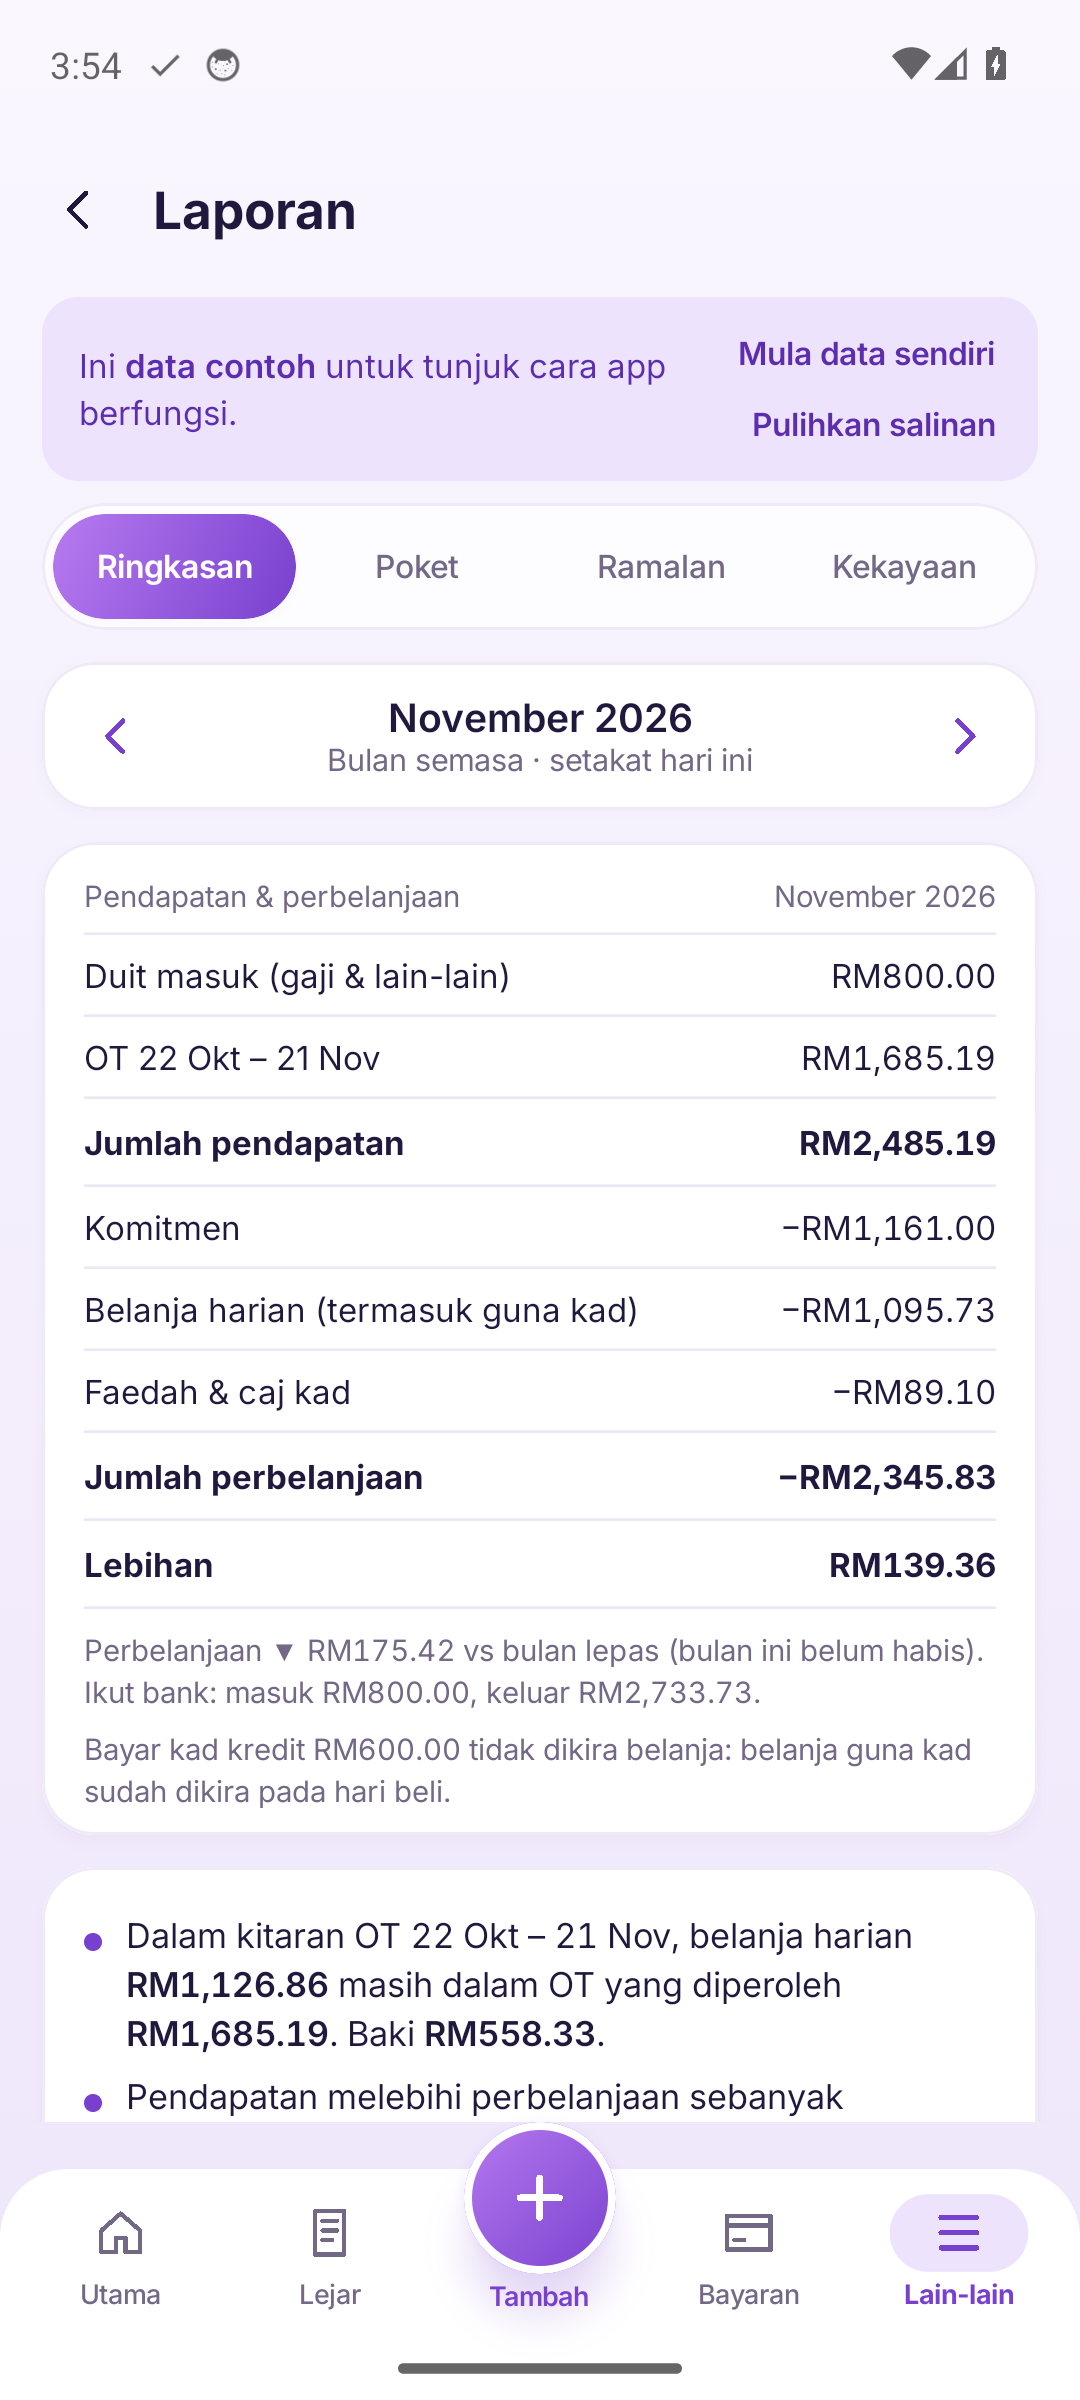 3:54
Laporan
Ini data contoh untuk tunjuk cara app
berfungsi.
Mula data sendiri
Pulihkan salinan
Ringkasan
Poket
Ramalan
Kekayaan
November 2026
Bulan semasa · setakat hari ini
Pendapatan & perbelanjaan November 2026
Duit masuk (gaji & lain-lain) RM800.00
OT 22 Okt – 21 Nov RM1,685.19
Jumlah pendapatan RM2,485.19
Komitmen −RM1,161.00
Belanja harian (termasuk guna kad) −RM1,095.73
Faedah & caj kad −RM89.10
Jumlah perbelanjaan −RM2,345.83
Lebihan RM139.36
Perbelanjaan ▼ RM175.42 vs bulan lepas (bulan ini belum habis).
Ikut bank: masuk RM800.00, keluar RM2,733.73.
Bayar kad kredit RM600.00 tidak dikira belanja: belanja guna kad
sudah dikira pada hari beli.
Dalam kitaran OT 22 Okt – 21 Nov, belanja harian
RM1,126.86 masih dalam OT yang diperoleh
RM1,685.19. Baki RM558.33.
Pendapatan melebihi perbelanjaan sebanyak
Utama
Lejar
Tambah
Bayaran
Lain-lain